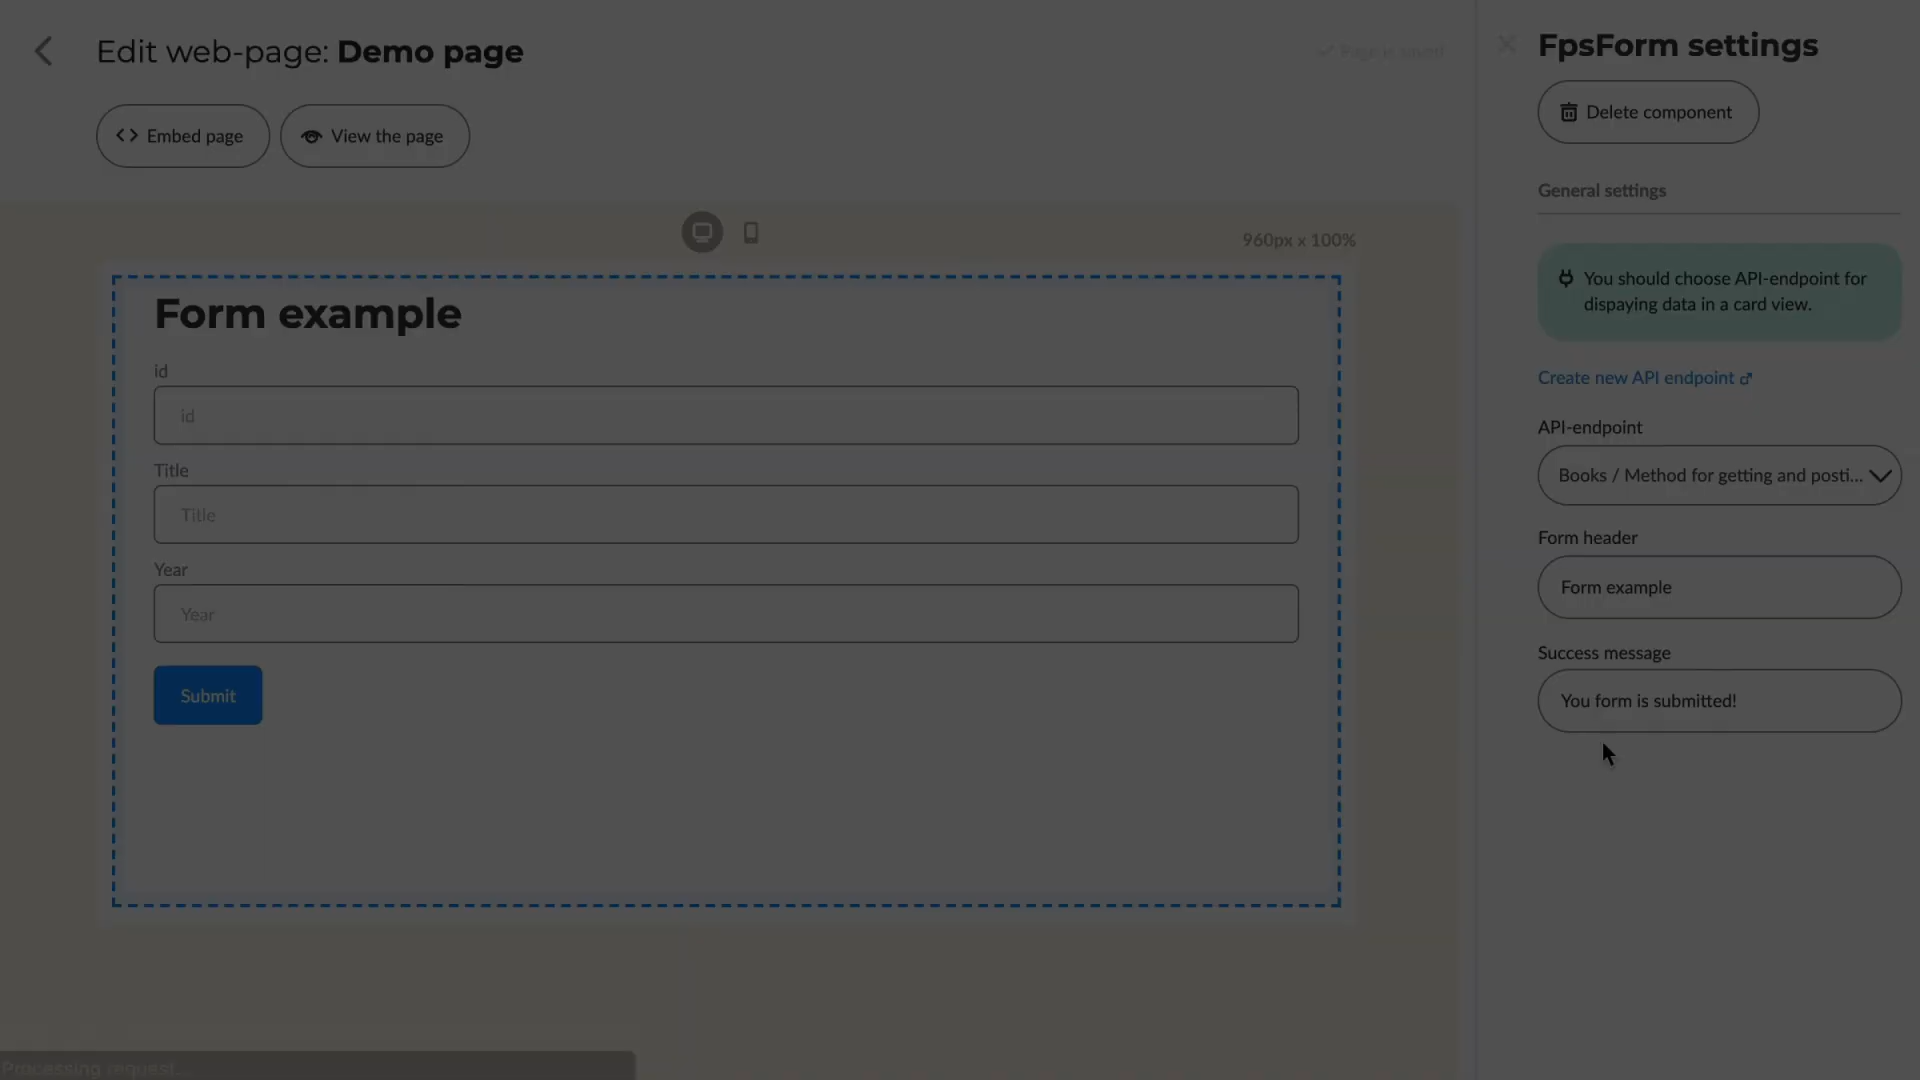 Edit web-page: Demo page
Page is saved
Embed page
View the page
960px x 100%
Form example
id
id
Title
Title
Year
Year
Submit
Processing request...
FpsForm settings
Delete component
General settings
You should choose API-endpoint for
dispaying data in a card view.
Create new API endpoint
API-endpoint
Books / Method for getting and posti...
Form header
Form example
Success message
You form is submitted!